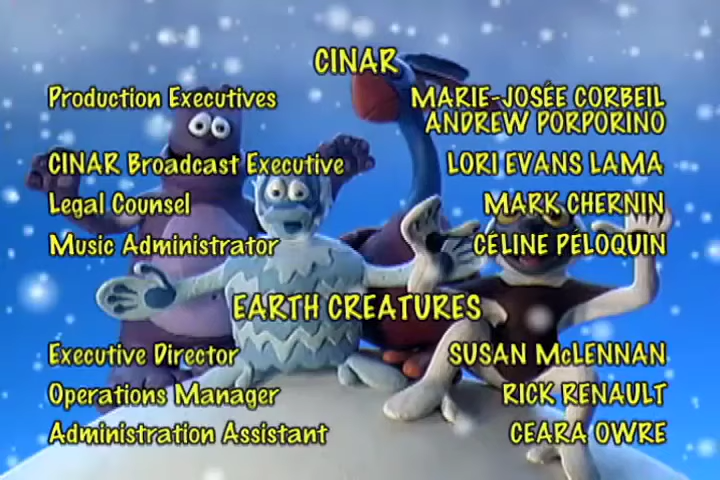 CINAR
Production Executives MARIE-JOSÉE CORBEIL
ANDREW PORPORINO
CINAR Broadcast Executive LORI EVANS LAMA
Legal Counsel MARK CHERNIN
Music Administrator CÉLINE PÉLOQUIN
EARTH CREATURES
Executive Director SUSAN McLENNAN
Operations Manager RICK RENAULT
Administration Assistant CEARA OWRE